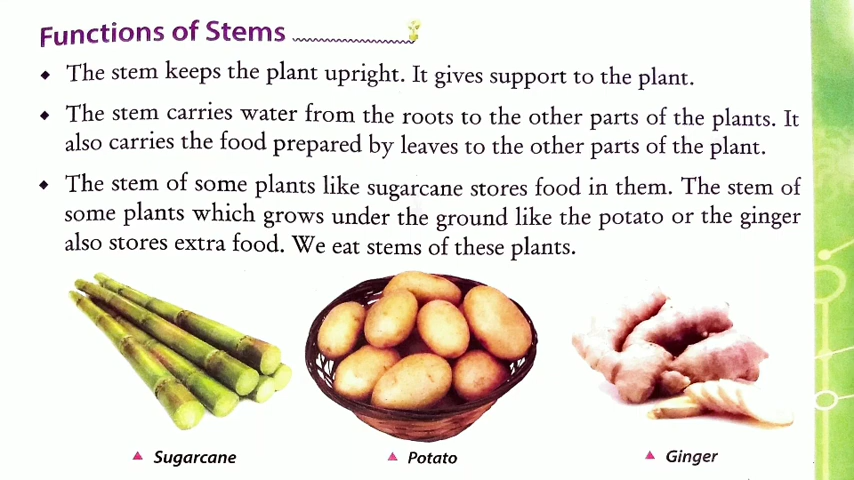 Functions of Stems
◆ The stem keeps the plant upright. It gives support to the plant.
◆ The stem carries water from the roots to the other parts of the plants. It
also carries the food prepared by leaves to the other parts of the plant.
◆ The stem of some plants like sugarcane stores food in them. The stem of
some plants which grows under the ground like the potato or the ginger
also stores extra food. We eat stems of these plants.
▲ Sugarcane
▲ Potato
▲ Ginger